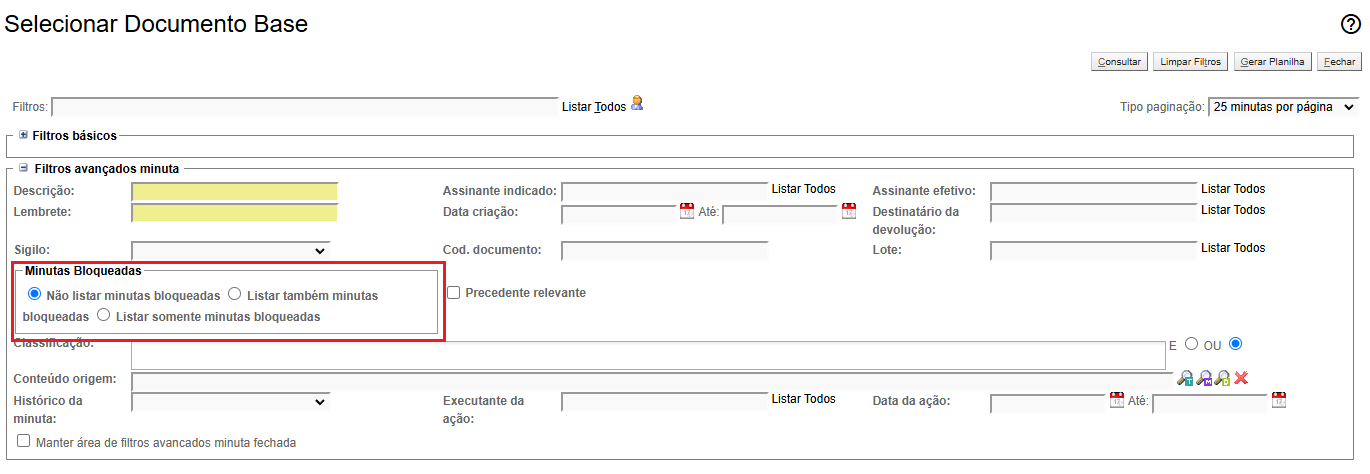 Selecionar Documento Base
Consultar Limpar Filtros Gerar Planilha Fechar
Filtros: Listar Todos Tipo paginação: 25 minutas por página
Filtros básicos
Filtros avançados minuta
Descrição: Assinante indicado: Listar Todos Assinante efetivo: Listar Todos
Lembrete: Data criação: Até: Destinatário da Listar Todos
devolução:
Sigilo: Cod. documento: Lote: Listar Todos
Minutas Bloqueadas
Não listar minutas bloqueadas Listar também minutas Precedente relevante
bloqueadas Listar somente minutas bloqueadas
Classificação: E OU
Conteúdo origem:
Histórico da Executante da Listar Todos Data da ação: Até:
minuta: ação:
Manter área de filtros avancados minuta fechada